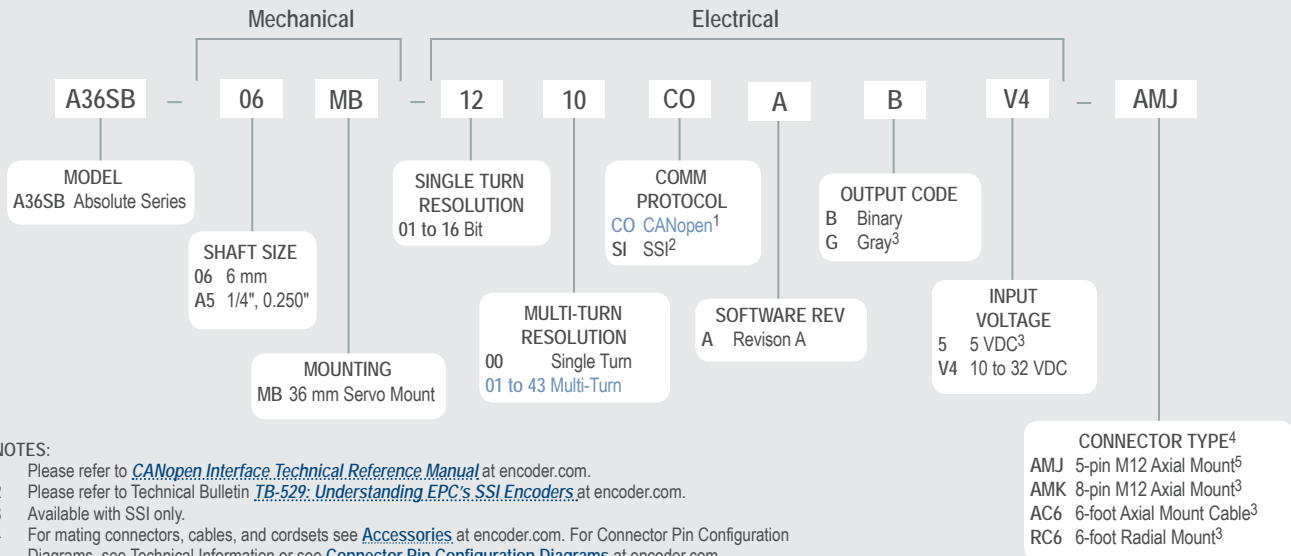 Mechanical
Electrical
A36SB – 06 MB – 12 10 CO A B V4 – AMJ
MODEL
A36SB Absolute Series
SHAFT SIZE
06 6 mm
A5 1/4", 0.250"
MOUNTING
MB 36 mm Servo Mount
SINGLE TURN
RESOLUTION
01 to 16 Bit
MULTI-TURN
RESOLUTION
00 Single Turn
01 to 43 Multi-Turn
COMM
PROTOCOL
CO CANopen1
SI SSI2
SOFTWARE REV
A Revison A
OUTPUT CODE
B Binary
G Gray3
INPUT
VOLTAGE
5 5 VDC3
V4 10 to 32 VDC
CONNECTOR TYPE4
AMJ 5-pin M12 Axial Mount5
AMK 8-pin M12 Axial Mount3
AC6 6-foot Axial Mount Cable3
RC6 6-foot Radial Mount3
NOTES:
Please refer to CANopen Interface Technical Reference Manual at encoder.com.
2 Please refer to Technical Bulletin TB-529: Understanding EPC's SSI Encoders at encoder.com.
3 Available with SSI only.
For mating connectors, cables, and cordsets see Accessories at encoder.com. For Connector Pin Configuration
Diagrams, see Technical Information or see Connector Pin Configuration Diagrams at encoder.com.